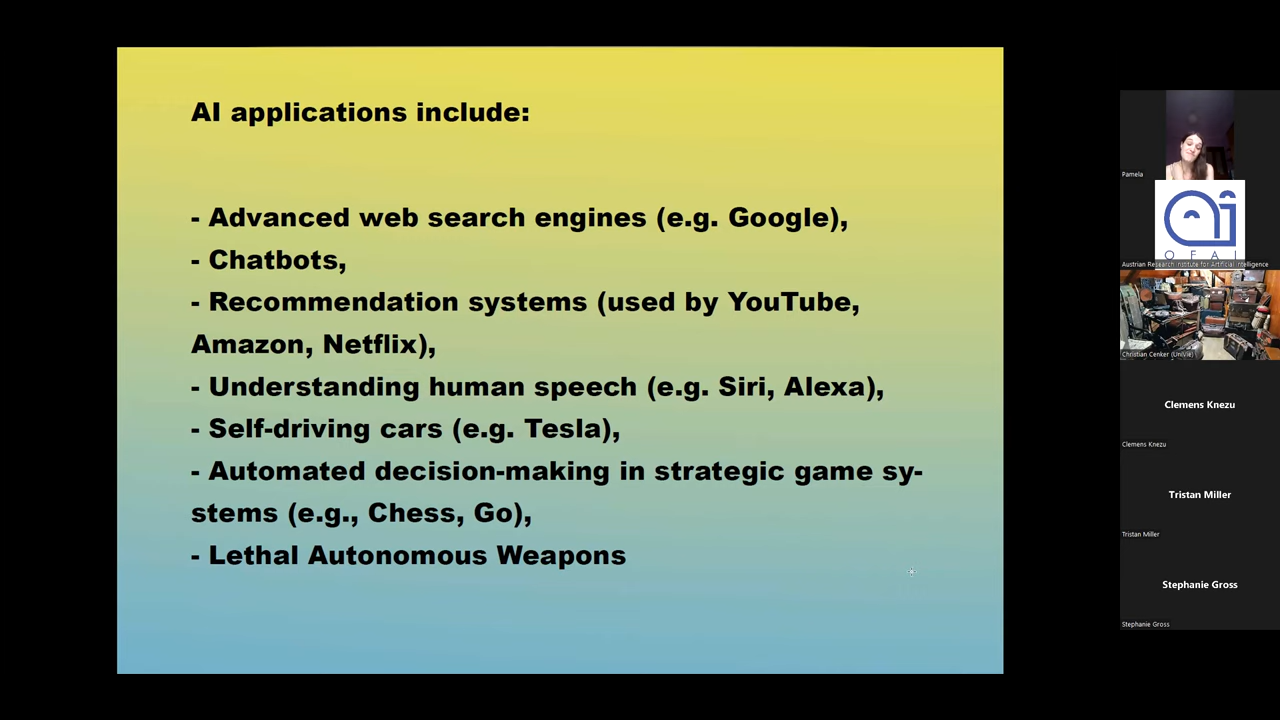 AI applications include:
- Advanced web search engines (e.g. Google),
- Chatbots,
- Recommendation systems (used by YouTube,
Amazon, Netflix),
- Understanding human speech (e.g. Siri, Alexa),
- Self-driving cars (e.g. Tesla),
- Automated decision-making in strategic game sy-
stems (e.g., Chess, Go),
- Lethal Autonomous Weapons
Pamela
OFAI
Austrian Research Institute for Artificial Intelligence
Christian Cenker (UniVie)
Clemens Knezu
Clemens Knezu
Tristan Miller
Tristan Miller
Stephanie Gross
Stephanie Gross